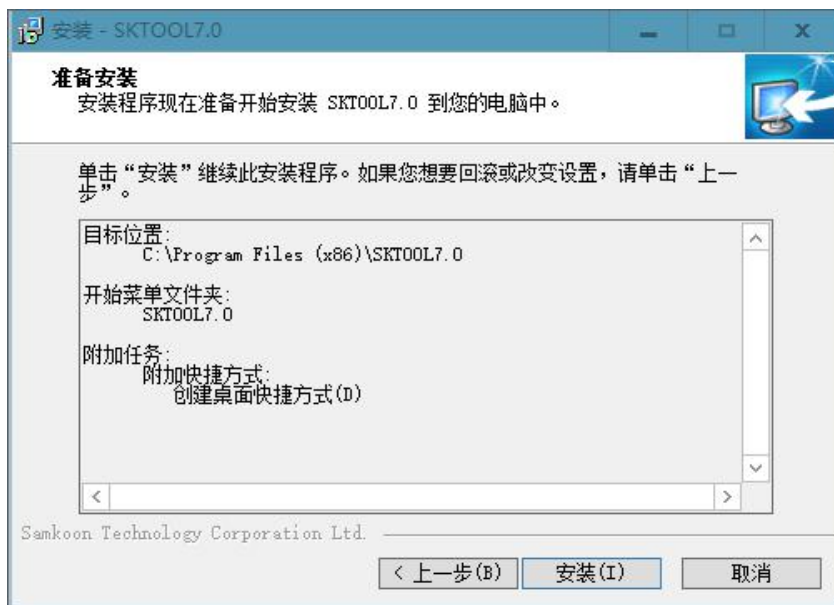 安装 - SKTOOL7.0
准备安装
安装程序现在准备开始安装 SKTOOL7.0 到您的电脑中。
单击“安装”继续此安装程序。如果您想要回滚或改变设置，请单击“上一
步”。
目标位置:
C:\Program Files (x86)\SKTOOL7.0
开始菜单文件夹:
SKTOOL7.0
附加任务:
附加快捷方式:
创建桌面快捷方式(D)
Samkoon Technology Corporation Ltd.
< 上一步(B) 安装(I) 取消